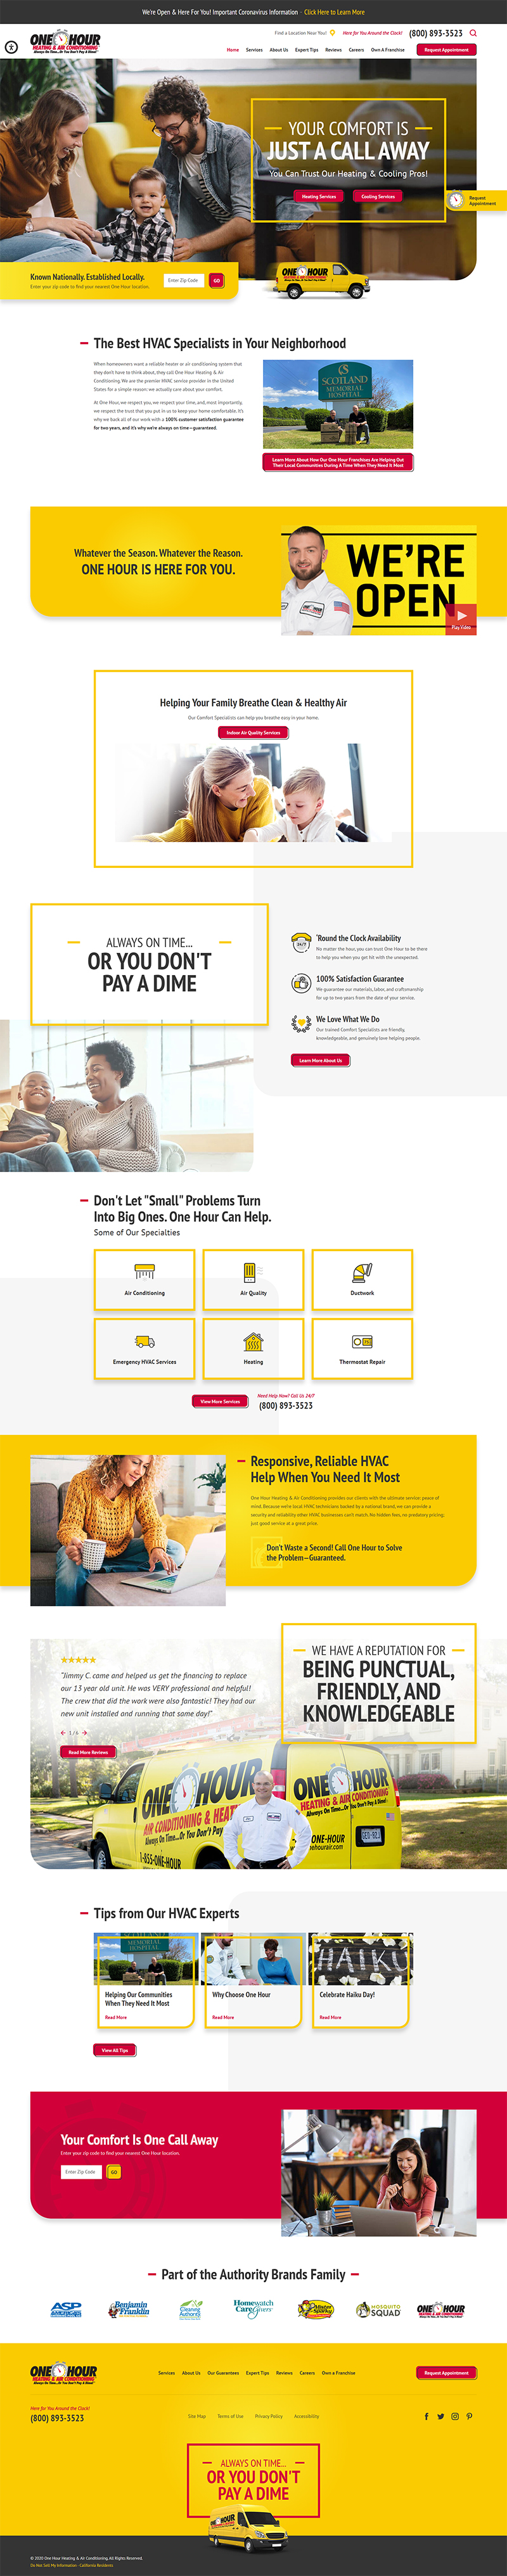 We're Open & Here For You! Important Coronavirus Information - Click Here to Learn More
Find a Location Near You!
Here for You Around the Clock!
(800) 893-3523
ONE HOUR
HEATING & AIR CONDITIONING
Always On Time...Or You Don't Pay A Dime!
Home Services About Us Expert Tips Reviews Careers Own A Franchise
Request Appointment
YOUR COMFORT IS
JUST A CALL AWAY
You Can Trust Our Heating & Cooling Pros!
Heating Services
Cooling Services
Request
Appointment
Known Nationally. Established Locally.
Enter your zip code to find your nearest One Hour location.
Enter Zip Code
GO
ONE HOUR
The Best HVAC Specialists in Your Neighborhood
When homeowners want a reliable heater or air conditioning system that
they don't have to think about, they call One Hour Heating & Air
Conditioning. We are the premier HVAC service provider in the United
States for a simple reason: we actually care about your comfort.
At One Hour, we respect you, we respect your time, and, most importantly,
we respect the trust that you put in us to keep your home comfortable. It's
why we back all of our work with a 100% customer satisfaction guarantee
for two years, and it's why we're always on time—guaranteed.
SCOTLAND
MEMORIAL
HOSPITAL
Learn More About How Our One Hour Franchises Are Helping Out
Their Local Communities During A Time When They Need It Most
Whatever the Season. Whatever the Reason.
ONE HOUR IS HERE FOR YOU.
WE'RE
OPEN
Play Video
Helping Your Family Breathe Clean & Healthy Air
Our Comfort Specialists can help you breathe easy in your home.
Indoor Air Quality Services
ALWAYS ON TIME...
OR YOU DON'T
PAY A DIME
24/7
'Round the Clock Availability
No matter the hour, you can trust One Hour to be there
to help you when you get hit with the unexpected.
100% Satisfaction Guarantee
We guarantee our materials, labor, and craftsmanship
for up to two years from the date of your service.
We Love What We Do
Our trained Comfort Specialists are friendly,
knowledgeable, and genuinely love helping people.
Learn More About Us
Don't Let "Small" Problems Turn
Into Big Ones. One Hour Can Help.
Some of Our Specialties
Air Conditioning
Air Quality
Ductwork
Emergency HVAC Services
Heating
Thermostat Repair
View More Services
Need Help Now? Call Us 24/7
(800) 893-3523
Responsive, Reliable HVAC
Help When You Need It Most
One Hour Heating & Air Conditioning provides our clients with the ultimate service: peace of
mind. Because we're local HVAC technicians backed by a national brand, we can provide a
security and reliability other HVAC businesses can't match. No hidden fees, no predatory pricing;
just good service at a great price.
Don't Waste a Second! Call One Hour to Solve
the Problem—Guaranteed.
WE HAVE A REPUTATION FOR
BEING PUNCTUAL,
FRIENDLY, AND
KNOWLEDGEABLE
"Jimmy C. came and helped us get the financing to replace
our 13 year old unit. He was VERY professional and helpful!
The crew that did the work were also fantastic! They had our
new unit installed and running that same day!"
1 / 6
Read More Reviews
ONE HOUR
AIR CONDITIONING & HEAT
Always On Time...Or You Don't Pay
1-855-ONE-HOUR
ONE HOUR
HEATING & AIR CONDITIONING
Always On Time...Or You Don't Pay A Dime!
ONE-HOUR
Tips from Our HVAC Experts
SCOTLAND
MEMORIAL
HOSPITAL
HAIKU
Helping Our Communities
When They Need It Most
Read More
Why Choose One Hour
Read More
Celebrate Haiku Day!
Read More
View All Tips
Your Comfort Is One Call Away
Enter your zip code to find your nearest One Hour location.
Enter Zip Code
GO
Part of the Authority Brands Family
ASP
Benjamin
Franklin
Cleaning
Authority
Homewatch
CareGivers
Mister
Sparky
MOSQUITO
SQUAD
ONE HOUR
HEATING & AIR CONDITIONING
ONE HOUR
HEATING & AIR CONDITIONING
Always On Time...Or You Don't Pay A Dime!
Services About Us Our Guarantees Expert Tips Reviews Careers Own a Franchise
Request Appointment
Here for You Around the Clock!
(800) 893-3523
Site Map Terms of Use Privacy Policy Accessibility
ALWAYS ON TIME...
OR YOU DON'T
PAY A DIME
ONE HOUR
© 2020 One Hour Heating & Air Conditioning, All Rights Reserved.
Do Not Sell My Information - California Residents